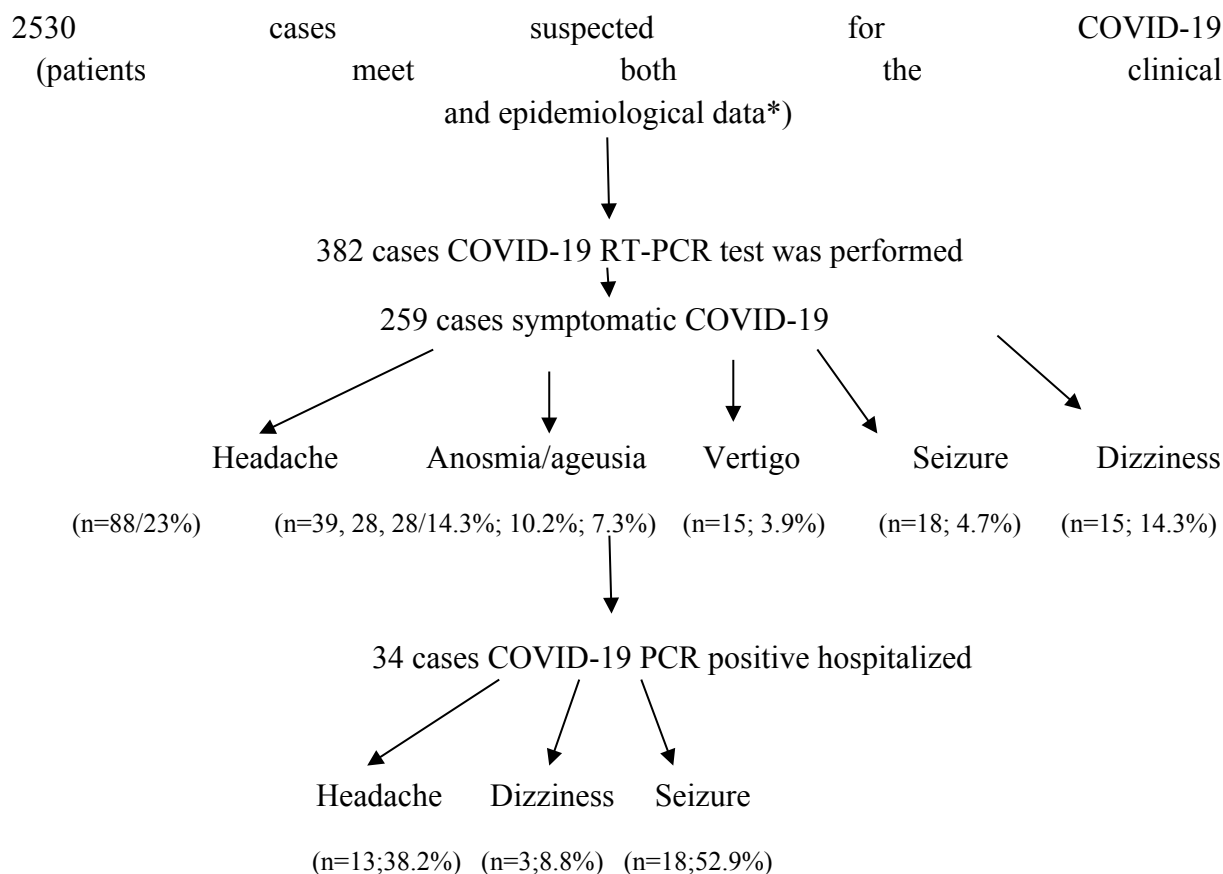 2530 cases suspected for COVID-19
(patients meet both the clinical
and epidemiological data*)
382 cases COVID-19 RT-PCR test was performed
259 cases symptomatic COVID-19
Headache Anosmia/ageusia Vertigo Seizure Dizziness
(n=88/23%) (n=39, 28, 28/14.3%; 10.2%; 7.3%) (n=15; 3.9%) (n=18; 4.7%) (n=15; 14.3%)
34 cases COVID-19 PCR positive hospitalized
Headache Dizziness Seizure
(n=13;38.2%) (n=3;8.8%) (n=18;52.9%)